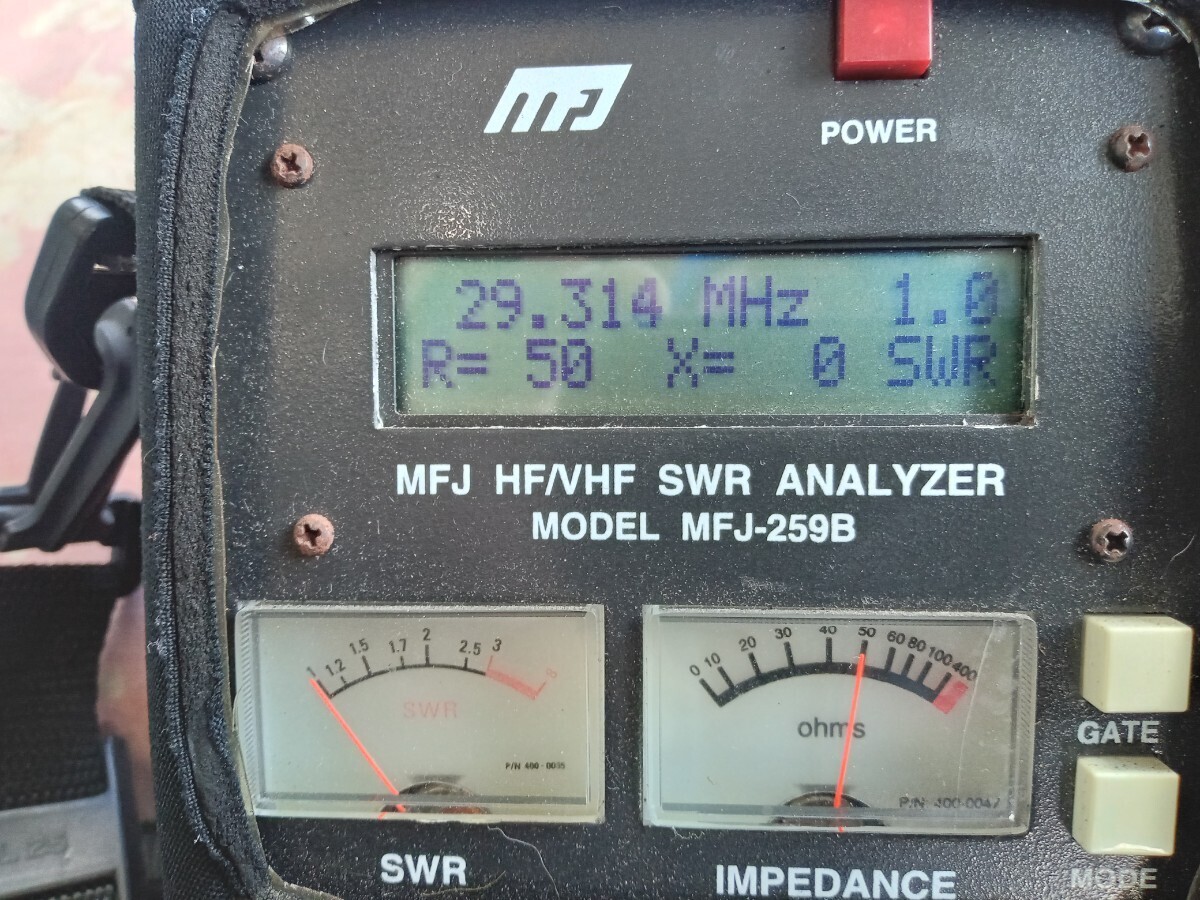 MFJ
POWER
29.314 MHz 1.0
R= 50 X= 0 SWR
MFJ HF/VHF SWR ANALYZER
MODEL MFJ-259B
1 1.2 1.5 1.7 2 2.5 3
SWR
P/N 400-0035
0 10 20 30 40 50 60 80 100 400
ohms
P/N 400-0047
GATE
SWR
IMPEDANCE
MODE